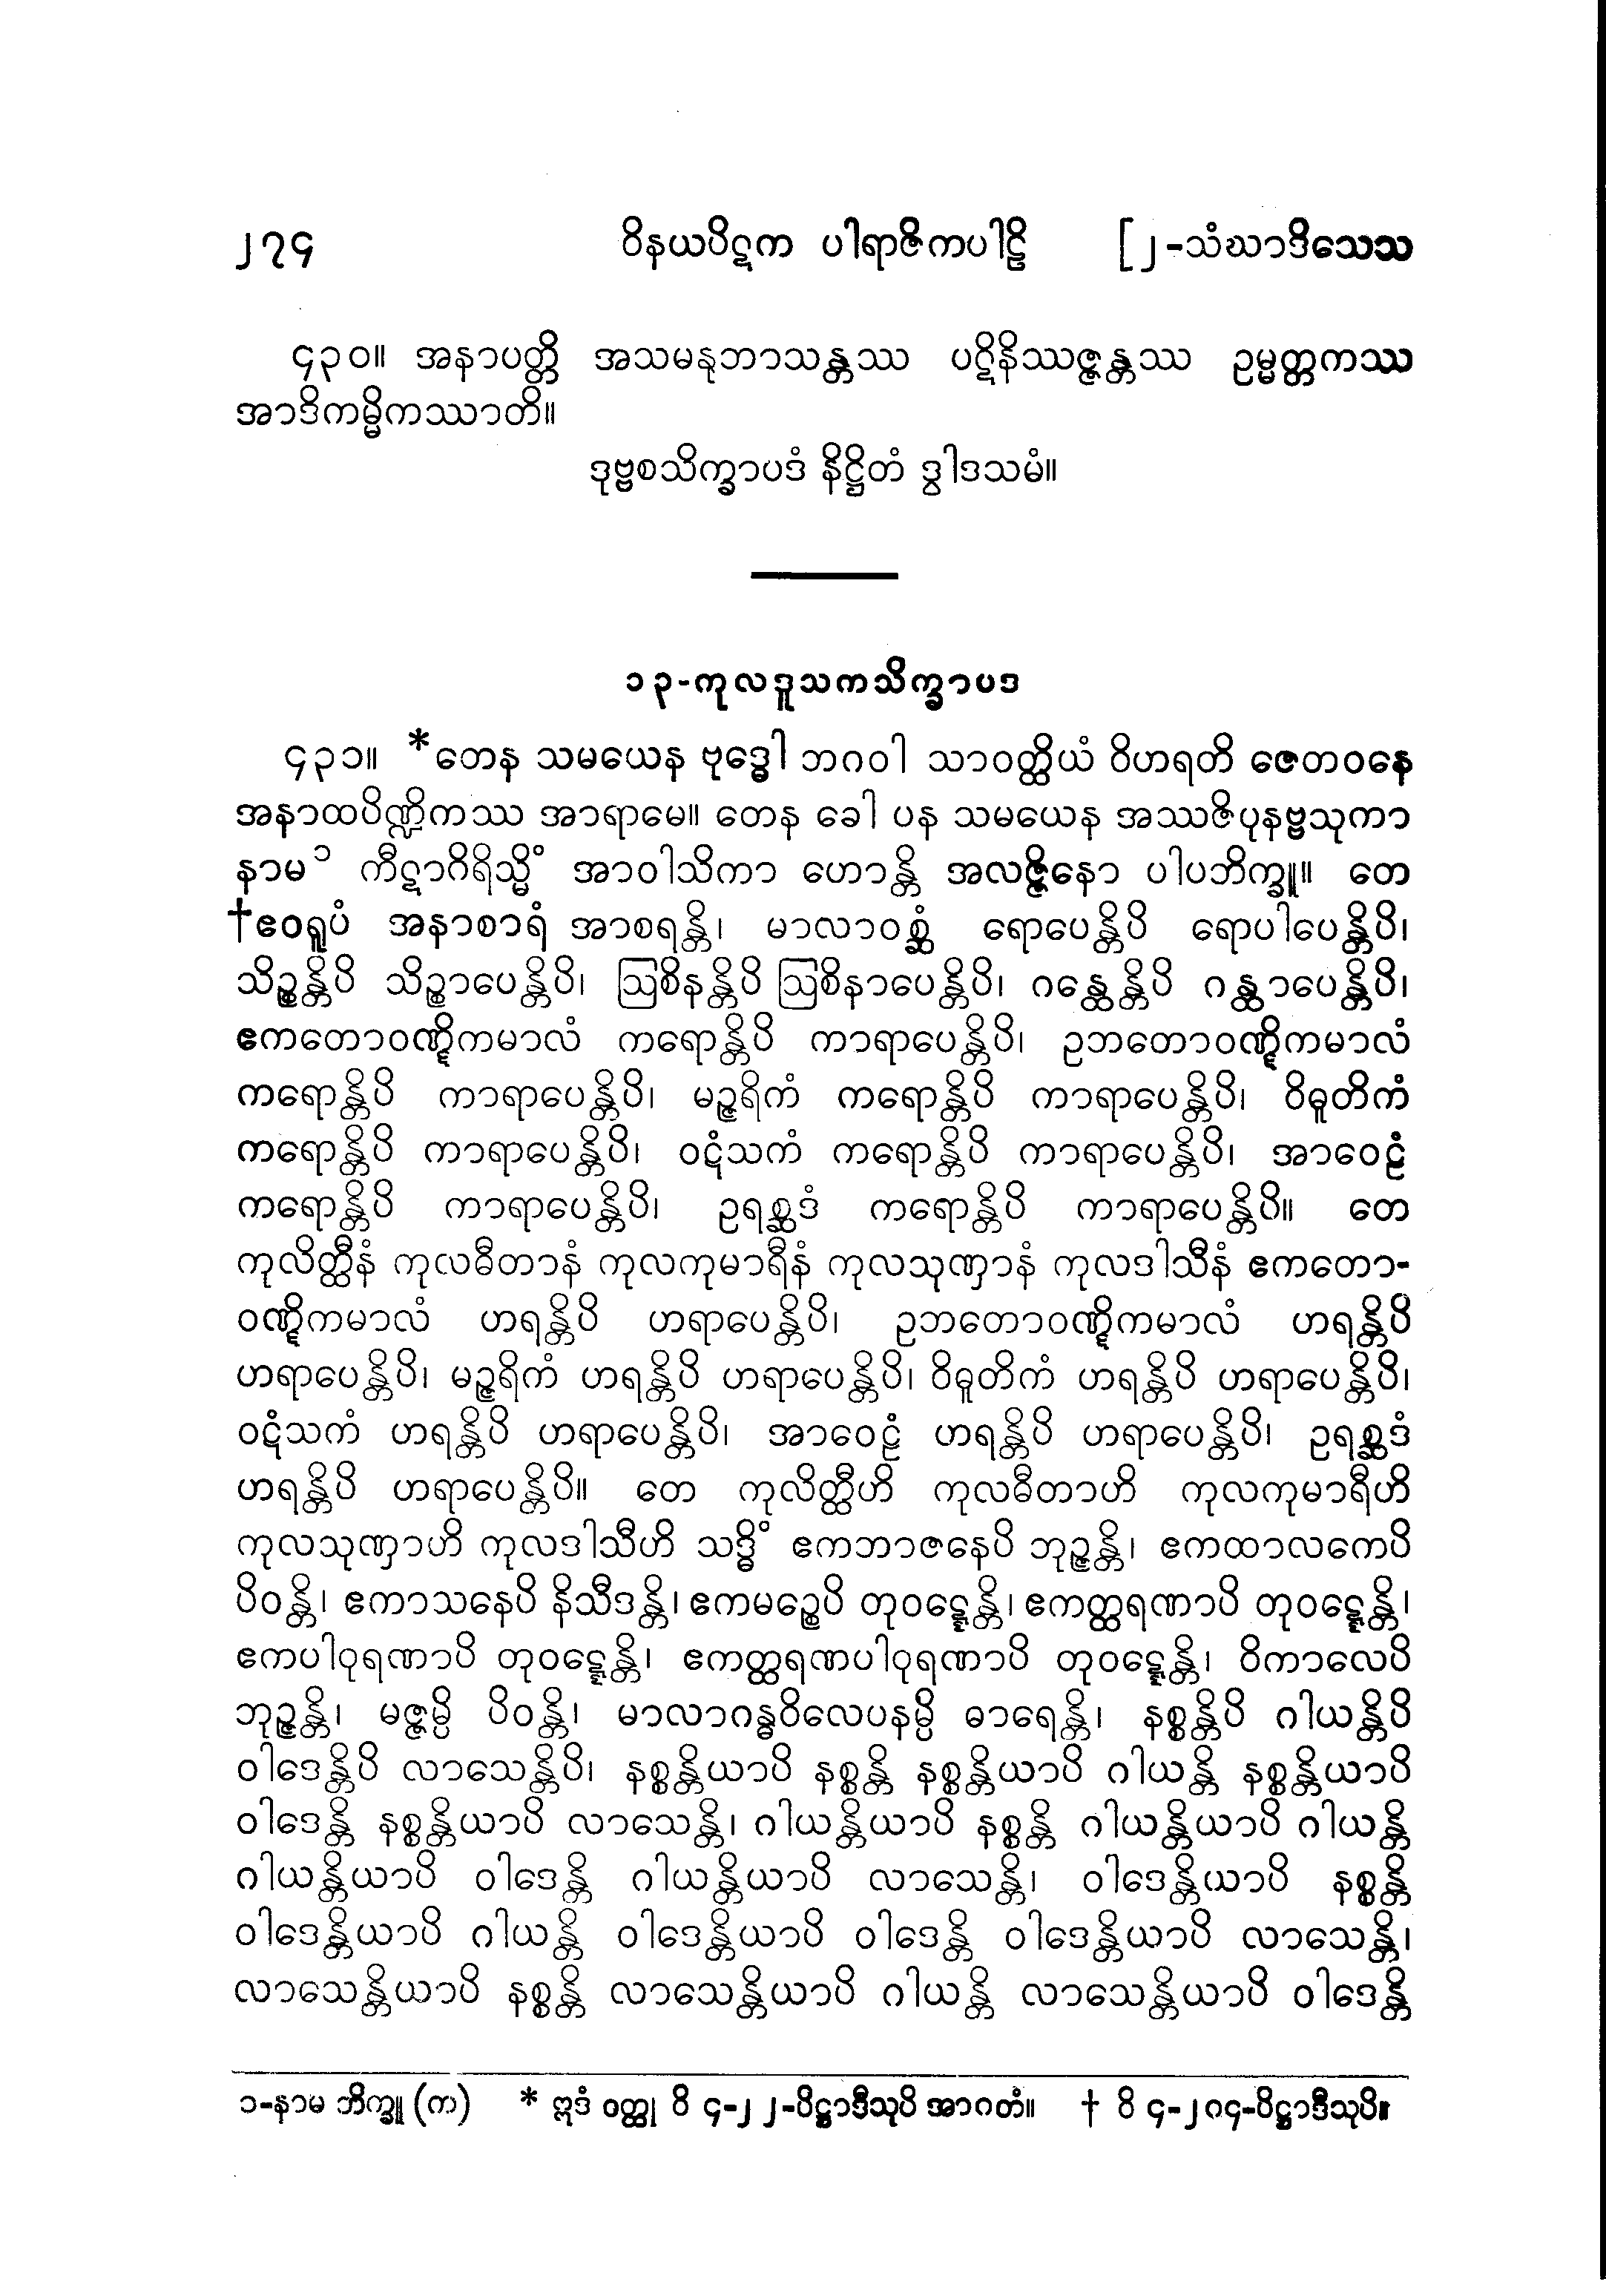 ၂၇၄ ဝိနယပိဋက ပါရာဇိကပါဠိ [၂-သံဃာဒိသေသ
၄၃၀။ အနာပတ္တိ အသမနုဘာသန္တဿ ပဋိနိဿဇ္ဇန္တဿ ဥမ္မတ္တကဿ
အာဒိကမ္မိကဿာတိ။
ဒုဗ္ဗစသိက္ခာပဒံ နိဋ္ဌိတံ ဒွါဒသမံ။
၁၃-ကုလဒူသကသိက္ခာပဒ
၄၃၁။ *တေန သမယေန ဗုဒ္ဓေါ ဘဂဝါ သာဝတ္ထိယံ ဝိဟရတိ ဇေတဝနေ
အနာထပိဏ္ဍိကဿ အာရာမေ။ တေန ခေါ ပန သမယေန အဿဇိပုနဗ္ဗသုကာ
နာမ ၁ ကီဋာဂိရိသ္မိံ အာဝါသိကာ ဟောန္တိ အလဇ္ဇိနော ပါပဘိက္ခူ။ တေ
†ဧဝရူပံ အနာစာရံ အာစရန္တိ၊ မာလာဝစ္ဆံ ရောပေန္တိပိ ရောပါပေန္တိပိ၊
သိဉ္စန္တိပိ သိဉ္စာပေန္တိပိ၊ ဩစိနန္တိပိ ဩစိနာပေန္တိပိ၊ ဂန္ထေန္တိပိ ဂန္ထာပေန္တိပိ၊
ဧကတောဝဏ္ဋိကမာလံ ကရောန္တိပိ ကာရာပေန္တိပိ၊ ဥဘတောဝဏ္ဋိကမာလံ
ကရောန္တိပိ ကာရာပေန္တိပိ၊ မဉ္ဇရိကံ ကရောန္တိပိ ကာရာပေန္တိပိ၊ ဝိဓူတိကံ
ကရောန္တိပိ ကာရာပေန္တိပိ၊ ဝဋံသကံ ကရောန္တိပိ ကာရာပေန္တိပိ၊ အာဝေဠံ
ကရောန္တိပိ ကာရာပေန္တိပိ၊ ဥရစ္ဆဒံ ကရောန္တိပိ ကာရာပေန္တိပိ။ တေ
ကုလိတ္ထီနံ ကုလဓီတာနံ ကုလကုမာရီနံ ကုလသုဏှာနံ ကုလဒါသီနံ ဧကတော-
ဝဏ္ဋိကမာလံ ဟရန္တိပိ ဟရာပေန္တိပိ၊ ဥဘတောဝဏ္ဋိကမာလံ ဟရန္တိပိ
ဟရာပေန္တိပိ၊ မဉ္ဇရိကံ ဟရန္တိပိ ဟရာပေန္တိပိ၊ ဝိဓူတိကံ ဟရန္တိပိ ဟရာပေန္တိပိ၊
ဝဋံသကံ ဟရန္တိပိ ဟရာပေန္တိပိ၊ အာဝေဠံ ဟရန္တိပိ ဟရာပေန္တိပိ၊ ဥရစ္ဆဒံ
ဟရန္တိပိ ဟရာပေန္တိပိ။ တေ ကုလိတ္ထီဟိ ကုလဓီတာဟိ ကုလကုမာရီဟိ
ကုလသုဏှာဟိ ကုလဒါသီဟိ သဒ္ဓိံ ဧကဘာဇနေပိ ဘုဉ္ဇန္တိ၊ ဧကထာလကေပိ
ပိဝန္တိ၊ ဧကာသနေပိ နိသီဒန္တိ၊ ဧကမဉ္စေပိ တုဝဋ္ဋေန္တိ၊ ဧကတ္ထရဏာပိ တုဝဋ္ဋေန္တိ၊
ဧကပါဝုရဏာပိ တုဝဋ္ဋေန္တိ၊ ဧကတ္ထရဏပါဝုရဏာပိ တုဝဋ္ဋေန္တိ၊ ဝိကာလေပိ
ဘုဉ္ဇန္တိ၊ မဇ္ဇမ္ပိ ပိဝန္တိ၊ မာလာဂန္ဓဝိလေပနမ္ပိ ဓာရေန္တိ၊ နစ္စန္တိပိ ဂါယန္တိပိ
ဝါဒေန္တိပိ လာသေန္တိပိ၊ နစ္စန္တိယာပိ နစ္စန္တိ နစ္စန္တိယာပိ ဂါယန္တိ နစ္စန္တိယာပိ
ဝါဒေန္တိ နစ္စန္တိယာပိ လာသေန္တိ၊ ဂါယန္တိယာပိ နစ္စန္တိ ဂါယန္တိယာပိ ဂါယန္တိ
ဂါယန္တိယာပိ ဝါဒေန္တိ ဂါယန္တိယာပိ လာသေန္တိ၊ ဝါဒေန္တိယာပိ နစ္စန္တိ
ဝါဒေန္တိယာပိ ဂါယန္တိ ဝါဒေန္တိယာပိ ဝါဒေန္တိ ဝါဒေန္တိယာပိ လာသေန္တိ၊
လာသေန္တိယာပိ နစ္စန္တိ လာသေန္တိယာပိ ဂါယန္တိ လာသေန္တိယာပိ ဝါဒေန္တိ
၁-နာမ ဘိက္ခူ (က) * ဣဒံ ဝတ္ထု ဝိ ၄-၂၂-ပိဋ္ဌာဒီသုပိ အာဂတံ။ † ဝိ ၄-၂၈၄-ပိဋ္ဌာဒီသုပိ။